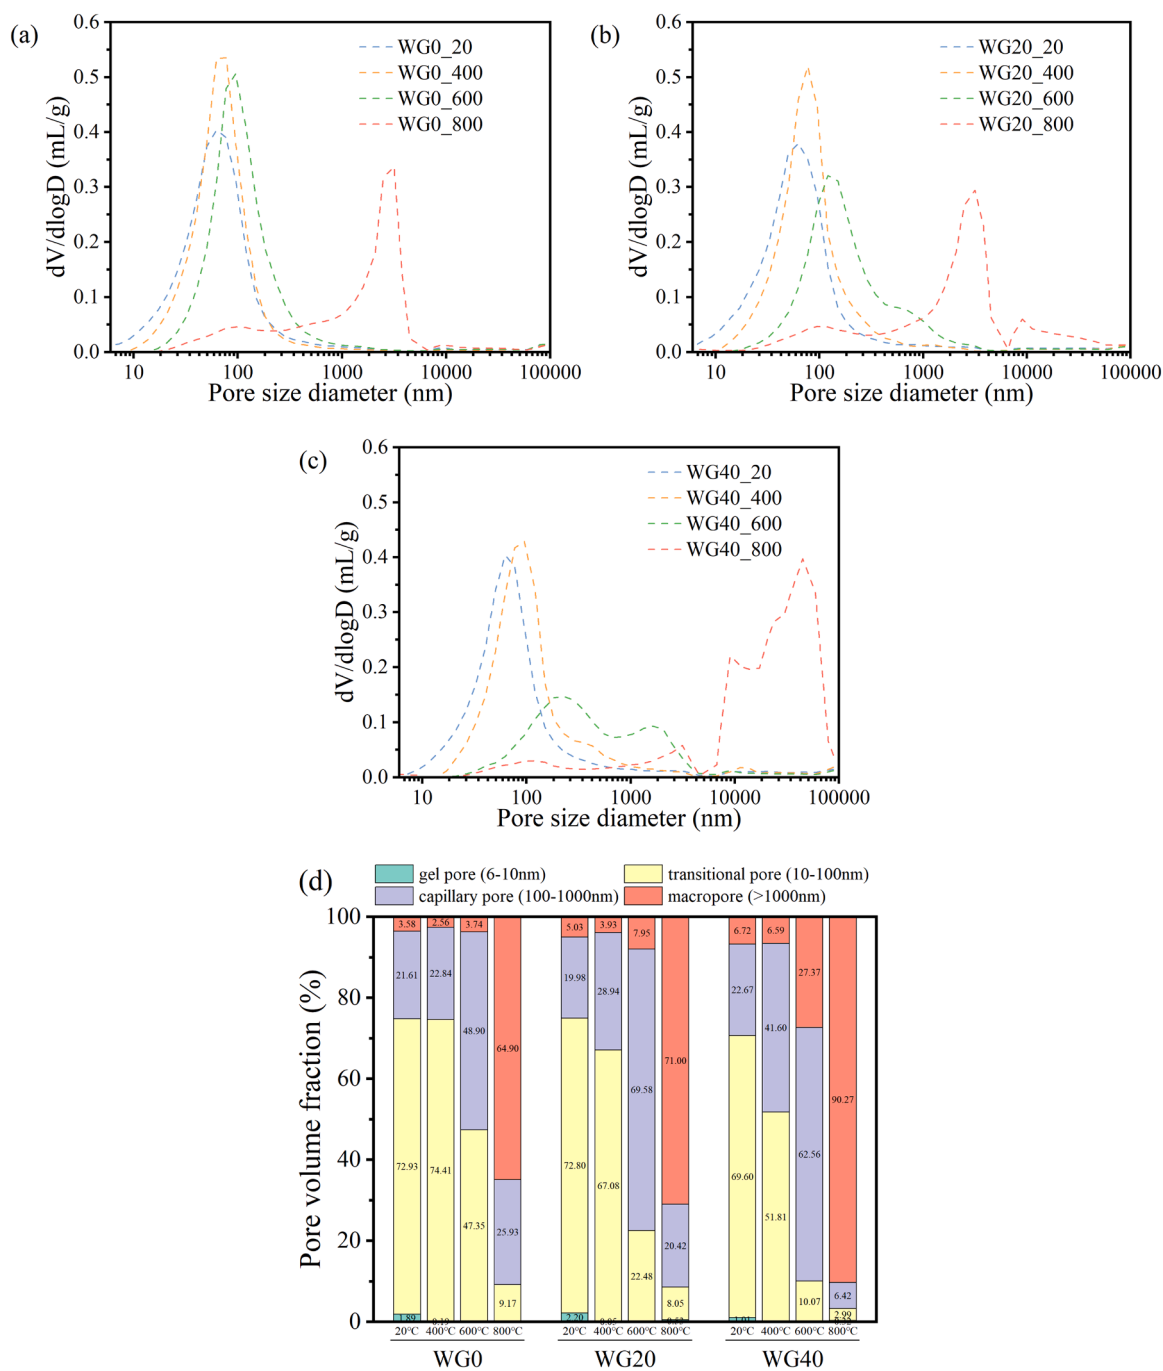 (a)
0.6
0.5
0.4
0.3
0.2
0.1
0.0
dV/dlogD (mL/g)
WG0_20
WG0_400
WG0_600
WG0_800
10 100 1000 10000 100000
Pore size diameter (nm)
(b)
0.6
0.5
0.4
0.3
0.2
0.1
0.0
dV/dlogD (mL/g)
WG20_20
WG20_400
WG20_600
WG20_800
10 100 1000 10000 100000
Pore size diameter (nm)
(c)
0.6
0.5
0.4
0.3
0.2
0.1
0.0
dV/dlogD (mL/g)
WG40_20
WG40_400
WG40_600
WG40_800
10 100 1000 10000 100000
Pore size diameter (nm)
(d)
gel pore (6-10nm) transitional pore (10-100nm)
capillary pore (100-1000nm) macropore (>1000nm)
100
80
60
40
20
0
Pore volume fraction (%)
3.58 2.56 3.74 5.03 3.93 7.95 6.72 6.59
21.61 22.84 48.90 64.90 19.98 28.94 69.58 71.00 22.67 41.60 27.37 90.27
72.93 74.41 47.35 25.93 72.80 67.08 22.48 20.42 69.60 51.81 62.56 6.42
9.17 8.05 10.07 2.99
1.89 0.19 2.20 0.05 1.01
20°C 400°C 600°C 800°C 20°C 400°C 600°C 800°C 20°C 400°C 600°C 800°C
WG0 WG20 WG40